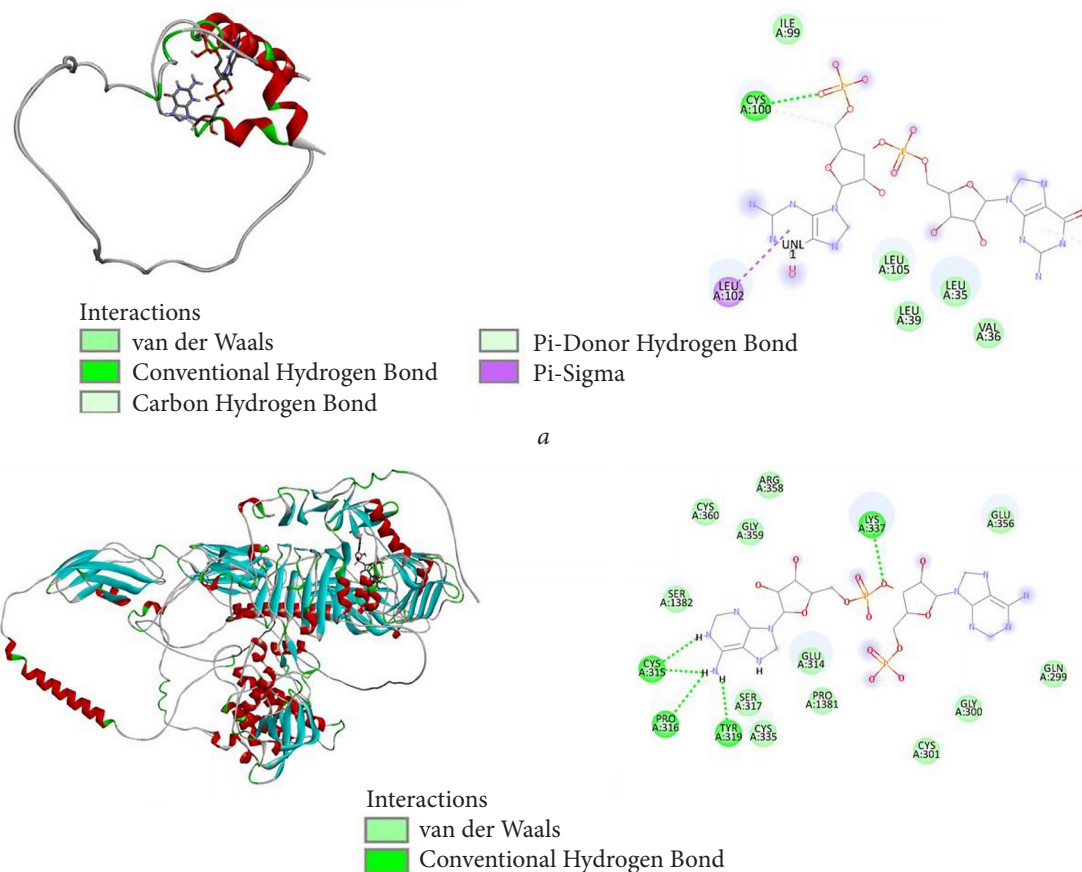 ILE
A:99
CYS
A:100
UNL
1
LEU
A:102
LEU
A:105
LEU
A:35
LEU
A:39
VAL
A:36
Interactions
van der Waals
Conventional Hydrogen Bond
Carbon Hydrogen Bond
Pi-Donor Hydrogen Bond
Pi-Sigma
a
ARG
A:358
CYS
A:360
GLY
A:359
LYS
A:337
GLU
A:356
SER
A:1382
CYS
A:315
GLU
A:314
GLN
A:299
SER
A:317
PRO
A:1381
PRO
A:316
TYR
A:319
CYS
A:335
GLY
A:300
CYS
A:301
H
H
H
H
Interactions
van der Waals
Conventional Hydrogen Bond